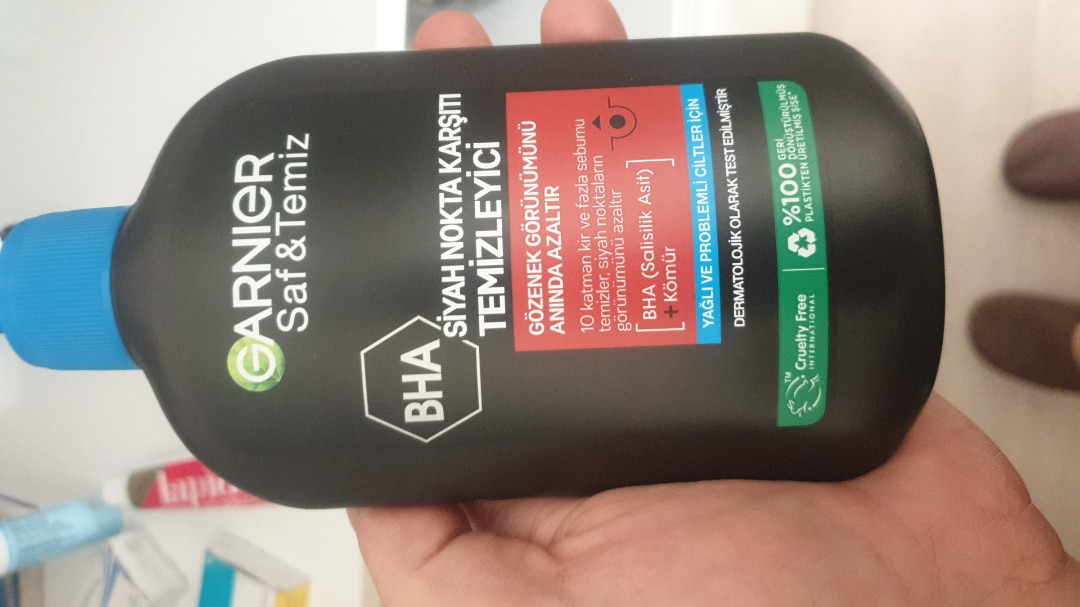 GARNIER
Saf & Temiz
BHA
SİYAH NOKTA KARŞITI
TEMİZLEYİCİ
GÖZENEK GÖRÜNÜMÜNÜ
ANINDA AZALTIR
10 katman kir ve fazla sebumu
temizler, siyah noktaların
görünümünü azaltır
BHA (Salisilik Asit)
+ Kömür
YAĞLI VE PROBLEMLİ CİLTLER İÇİN
DERMATOLOJİK OLARAK TEST EDİLMİŞTİR
Cruelty Free TM
INTERNATIONAL
%100 GERİ
DÖNÜŞTÜRÜLMÜŞ
PLASTİKTEN ÜRETİLMİŞ ŞİŞE*